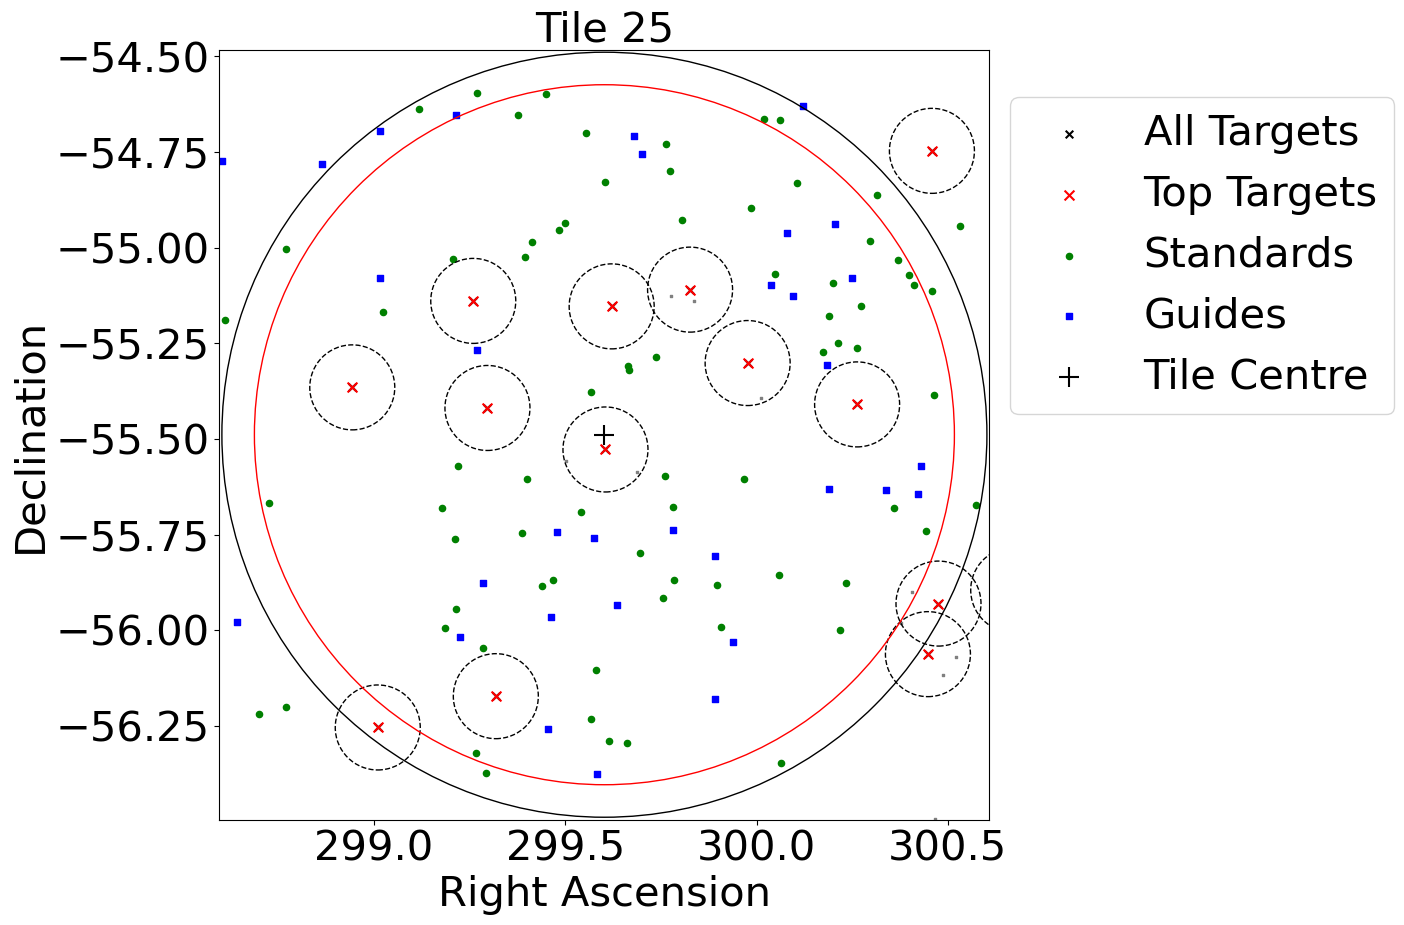 Tile 25
−54.50
−54.75
−55.00
−55.25
−55.50
−55.75
−56.00
−56.25
Declination
299.0 299.5 300.0 300.5
Right Ascension
All Targets
Top Targets
Standards
Guides
Tile Centre